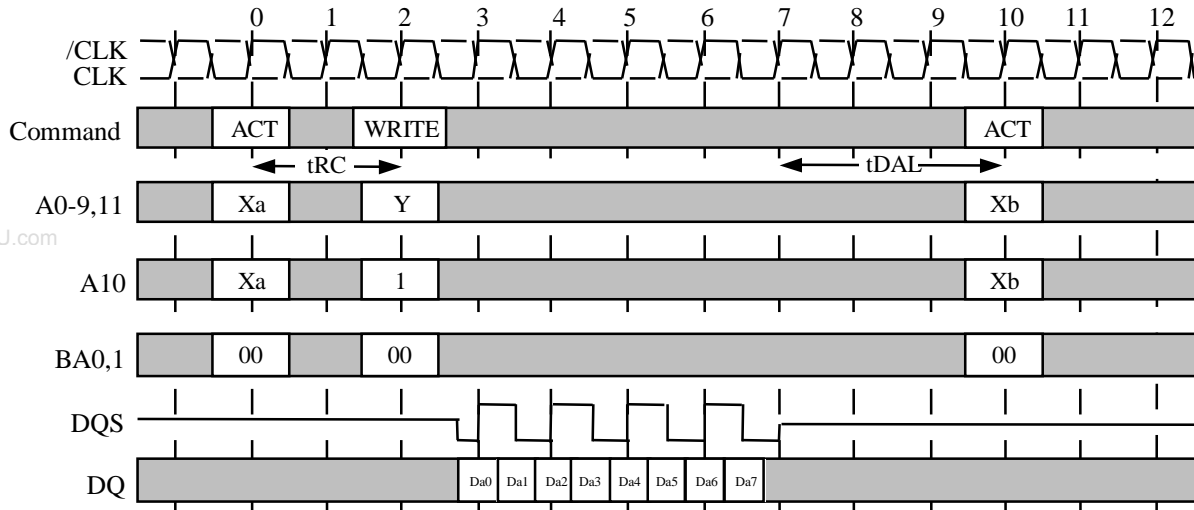 0 1 2 3 4 5 6 7 8 9 10 11 12
/CLK
CLK
Command ACT WRITE ACT
tRC tDAL
A0-9,11 Xa Y Xb
U.com
A10 Xa 1 Xb
BA0,1 00 00 00
DQS
DQ Da0 Da1 Da2 Da3 Da4 Da5 Da6 Da7